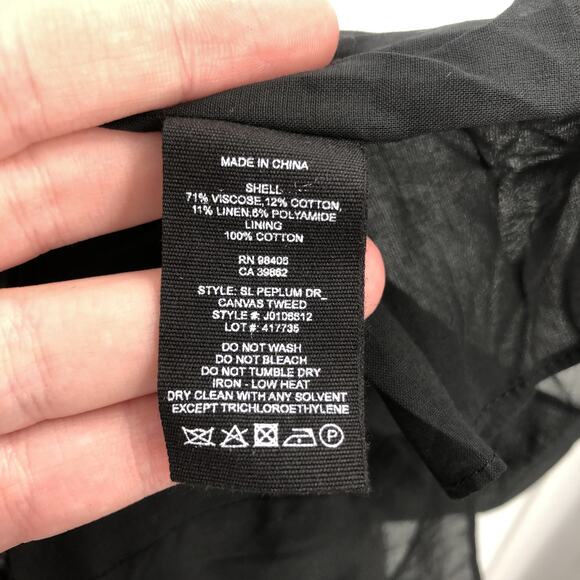 MADE IN CHINA
SHELL
71% VISCOSE,12% COTTON,
11% LINEN,6% POLYAMIDE
LINING
100% COTTON
RN 98405
CA 39862
STYLE: SL PEPLUM DR_
CANVAS TWEED
STYLE #: J0106612
LOT #: 417735
DO NOT WASH
DO NOT BLEACH
DO NOT TUMBLE DRY
IRON - LOW HEAT
DRY CLEAN WITH ANY SOLVENT
EXCEPT TRICHLOROETHYLENE
P